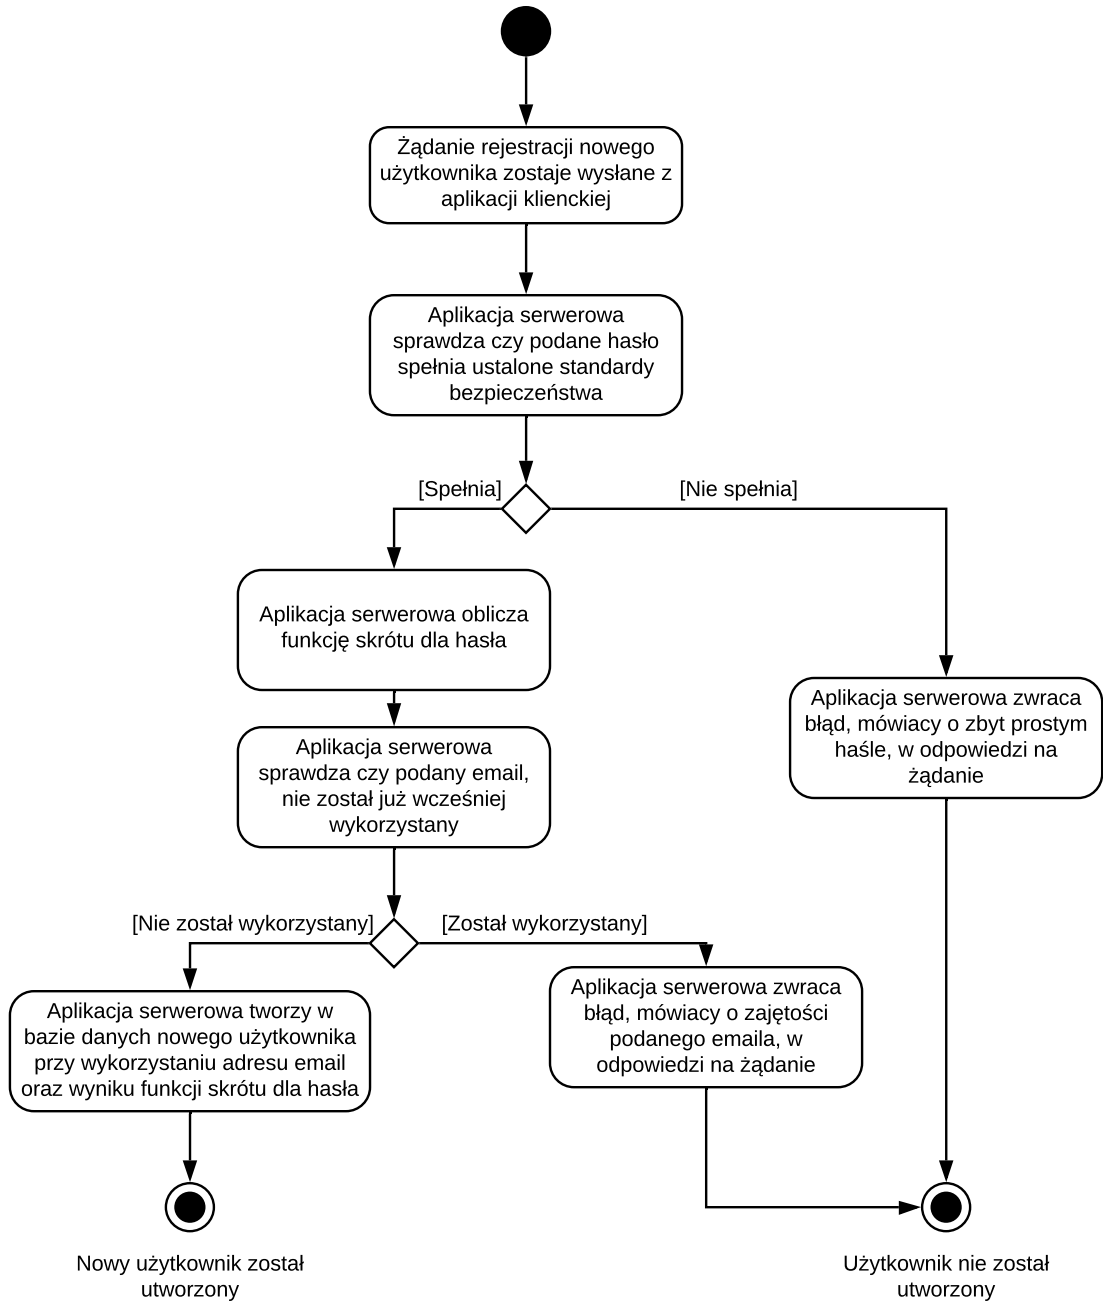 Żądanie rejestracji nowego
użytkownika zostaje wysłane z
aplikacji klienckiej
Aplikacja serwerowa
sprawdza czy podane hasło
spełnia ustalone standardy
bezpieczeństwa
[Spełnia]
[Nie spełnia]
Aplikacja serwerowa oblicza
funkcję skrótu dla hasła
Aplikacja serwerowa zwraca
błąd, mówiacy o zbyt prostym
haśle, w odpowiedzi na
żądanie
Aplikacja serwerowa
sprawdza czy podany email,
nie został już wcześniej
wykorzystany
[Nie został wykorzystany]
[Został wykorzystany]
Aplikacja serwerowa tworzy w
bazie danych nowego użytkownika
przy wykorzystaniu adresu email
oraz wyniku funkcji skrótu dla hasła
Aplikacja serwerowa zwraca
błąd, mówiacy o zajętości
podanego emaila, w
odpowiedzi na żądanie
Nowy użytkownik został
utworzony
Użytkownik nie został
utworzony